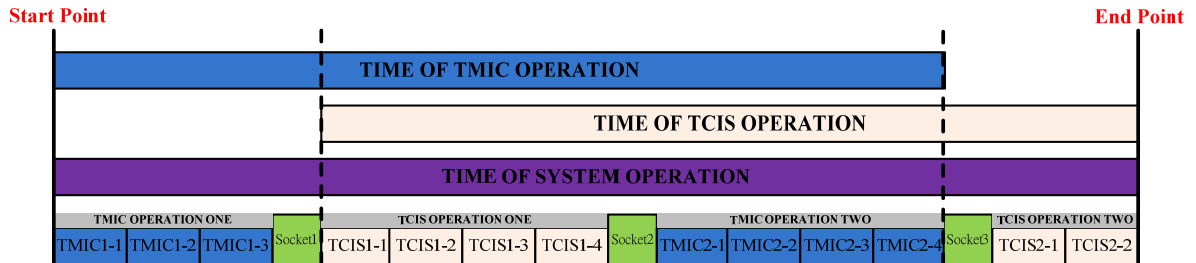 Start Point
End Point
TIME OF TMIC OPERATION
TIME OF TCIS OPERATION
TIME OF SYSTEM OPERATION
TMIC OPERATION ONE
TCIS OPERATION ONE
TMIC OPERATION TWO
TCIS OPERATION TWO
TMIC1-1 TMIC1-2 TMIC1-3 Socket1 TCIS1-1 TCIS1-2 TCIS1-3 TCIS1-4 Socket2 TMIC2-1 TMIC2-2 TMIC2-3 TMIC2-4 Socket3 TCIS2-1 TCIS2-2